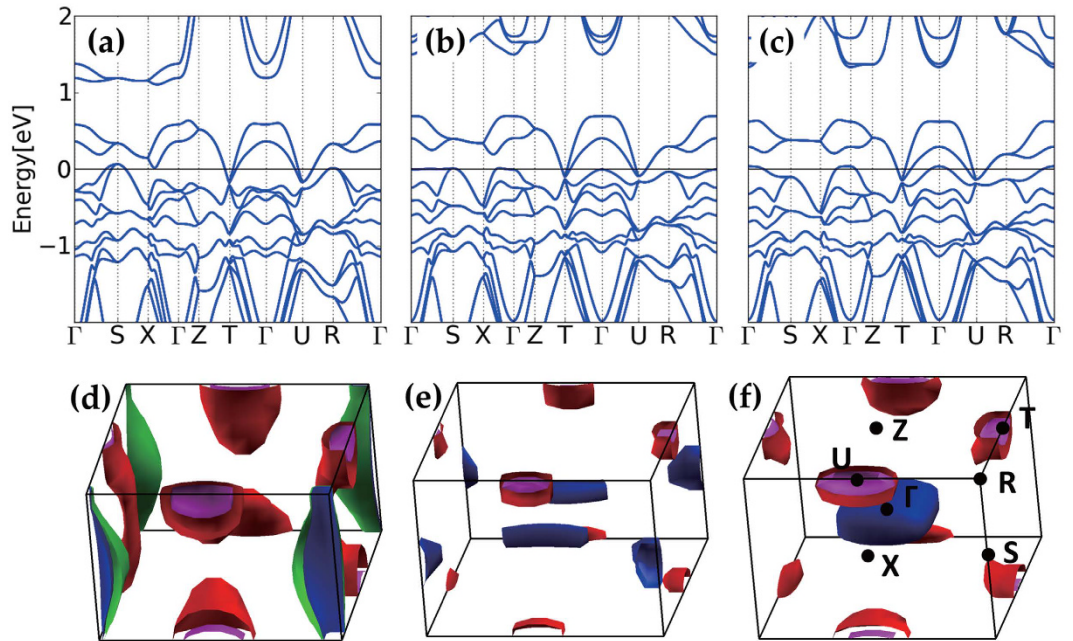 (a) (b) (c)
Energy[eV]
2
1
0
−1
Γ S X Γ Z T Γ U R Γ
Γ S X Γ Z T Γ U R Γ
Γ S X Γ Z T Γ U R Γ
(d) (e) (f)
Z T
U R
Γ
X S